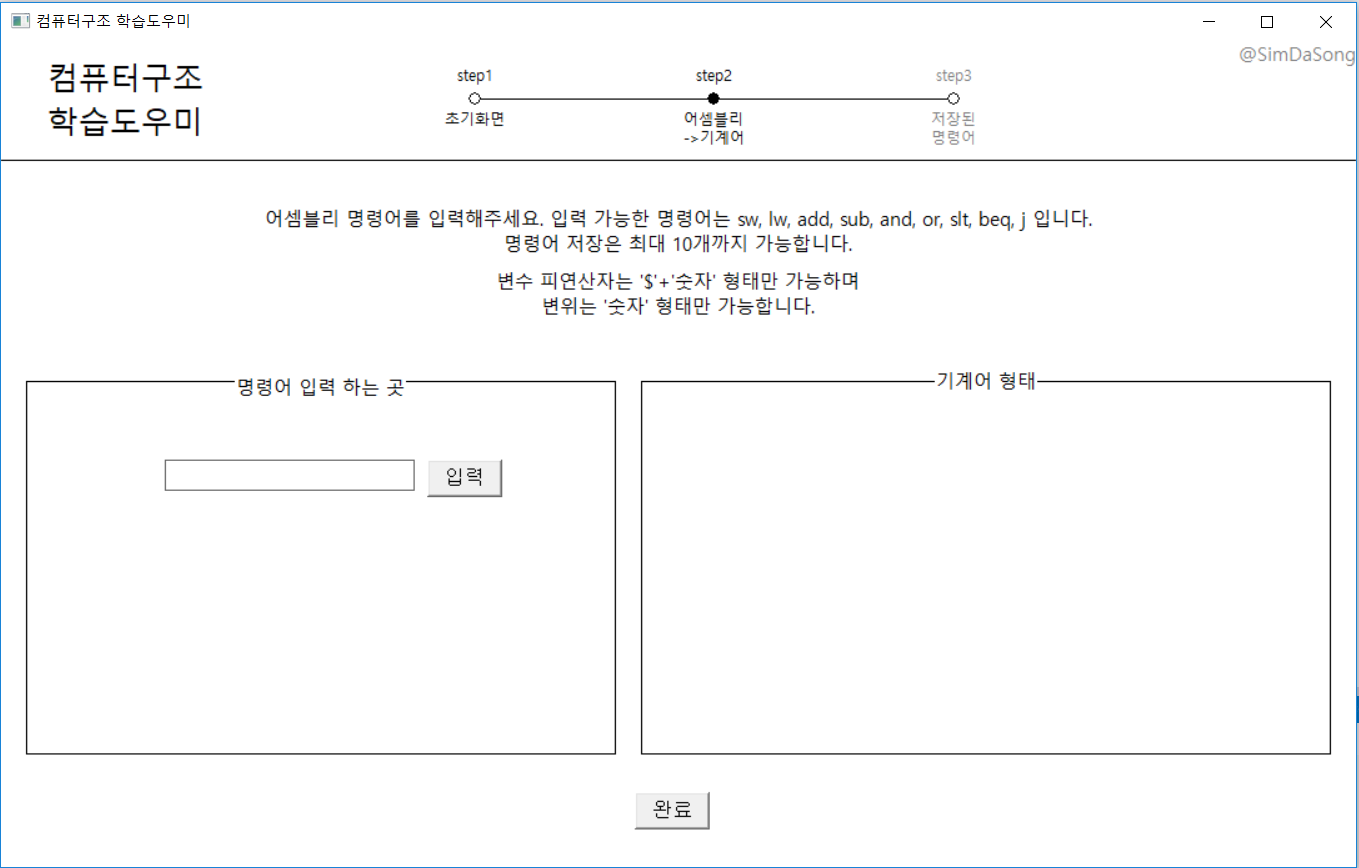 컴퓨터구조 학습도우미
@SimDaSong
컴퓨터구조
학습도우미
step1
초기화면
step2
어셈블리
->기계어
step3
저장된
명령어
어셈블리 명령어를 입력해주세요. 입력 가능한 명령어는 sw, lw, add, sub, and, or, slt, beq, j 입니다.
명령어 저장은 최대 10개까지 가능합니다.
변수 피연산자는 '$'+'숫자' 형태만 가능하며
변위는 '숫자' 형태만 가능합니다.
명령어 입력 하는 곳
입력
기계어 형태
완료